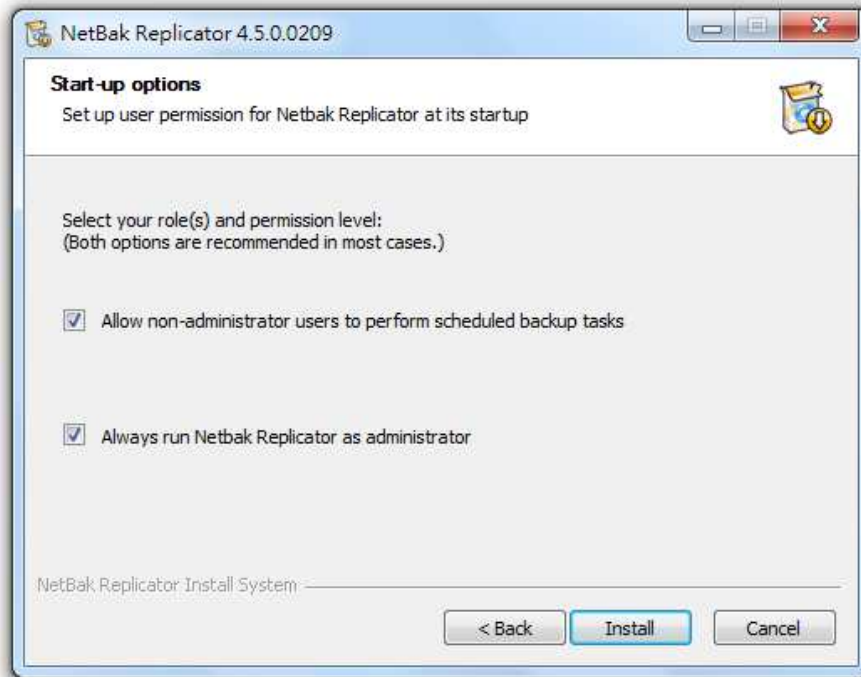 NetBak Replicator 4.5.0.0209
Start-up options
Set up user permission for Netbak Replicator at its startup
Select your role(s) and permission level:
(Both options are recommended in most cases.)
Allow non-administrator users to perform scheduled backup tasks
Always run Netbak Replicator as administrator
NetBak Replicator Install System
< Back Install Cancel